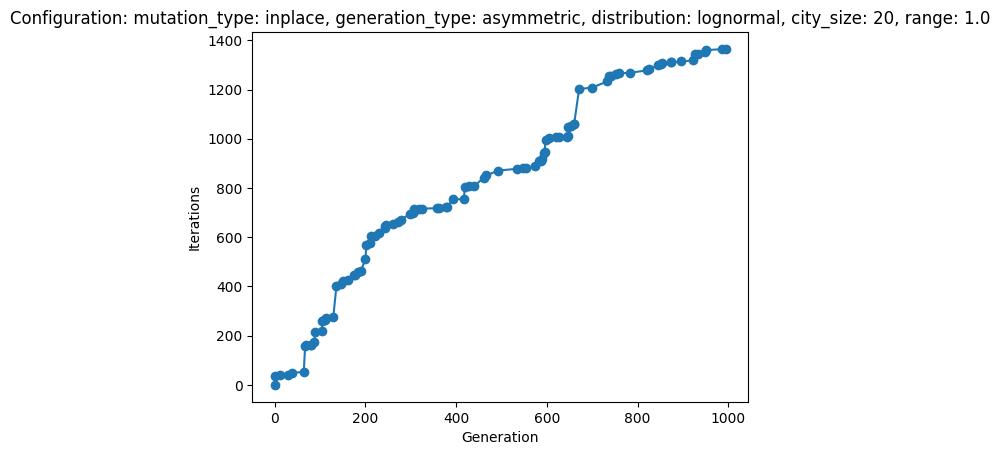 Configuration: mutation_type: inplace, generation_type: asymmetric, distribution: lognormal, city_size: 20, range: 1.0
1400
1200
1000
800
600
400
200
0
Iterations
0 200 400 600 800 1000
Generation